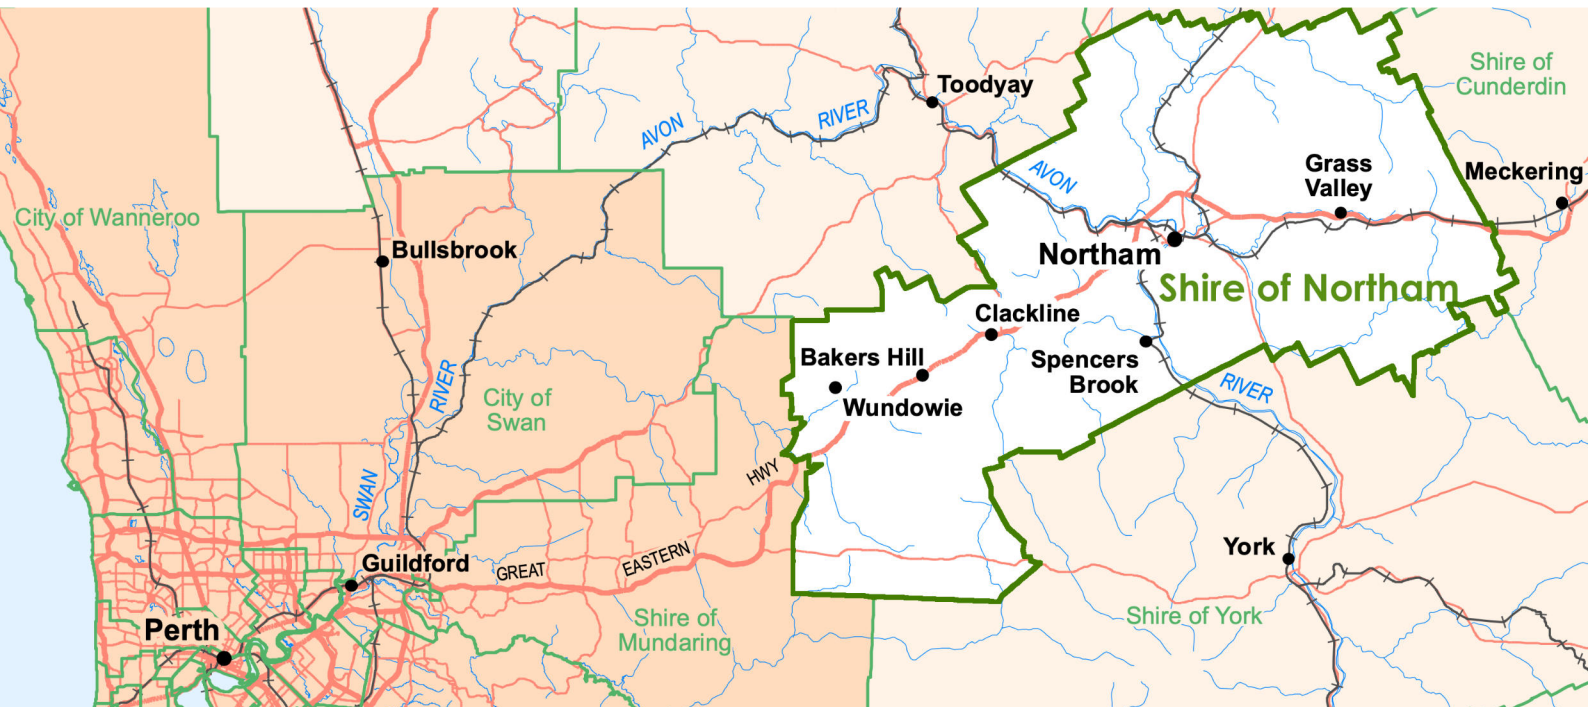 Shire of
Cunderdin
Toodyay
AVON
RIVER
Grass
Valley
Meckering
AVON
City of Wanneroo
Bullsbrook
Northam
Shire of Northam
Clackline
Bakers Hill
Spencers
Brook
Wundowie
RIVER
RIVER
City of
Swan
HWY
SWAN
Guildford
GREAT
EASTERN
York
Shire of
Mundaring
Shire of York
Perth